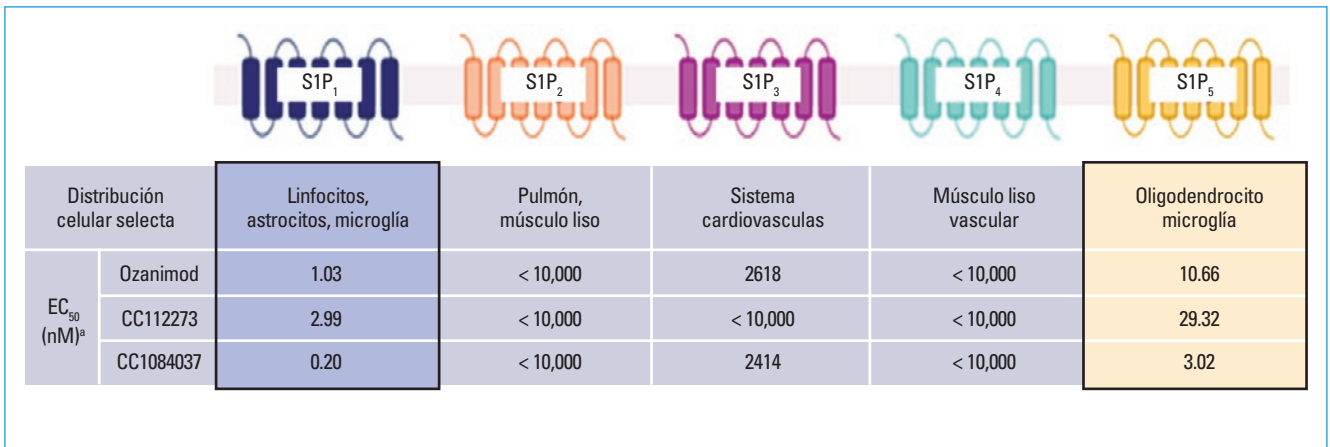 S1P1
S1P2
S1P3
S1P4
S1P5
Distribución
celular selecta
Linfocitos,
astrocitos, microglía
Pulmón,
músculo liso
Sistema
cardiovasculas
Músculo liso
vascular
Oligodendrocito
microglía
EC50
(nM)a
Ozanimod 1.03 < 10,000 2618 < 10,000 10.66
CC112273 2.99 < 10,000 < 10,000 < 10,000 29.32
CC1084037 0.20 < 10,000 2414 < 10,000 3.02